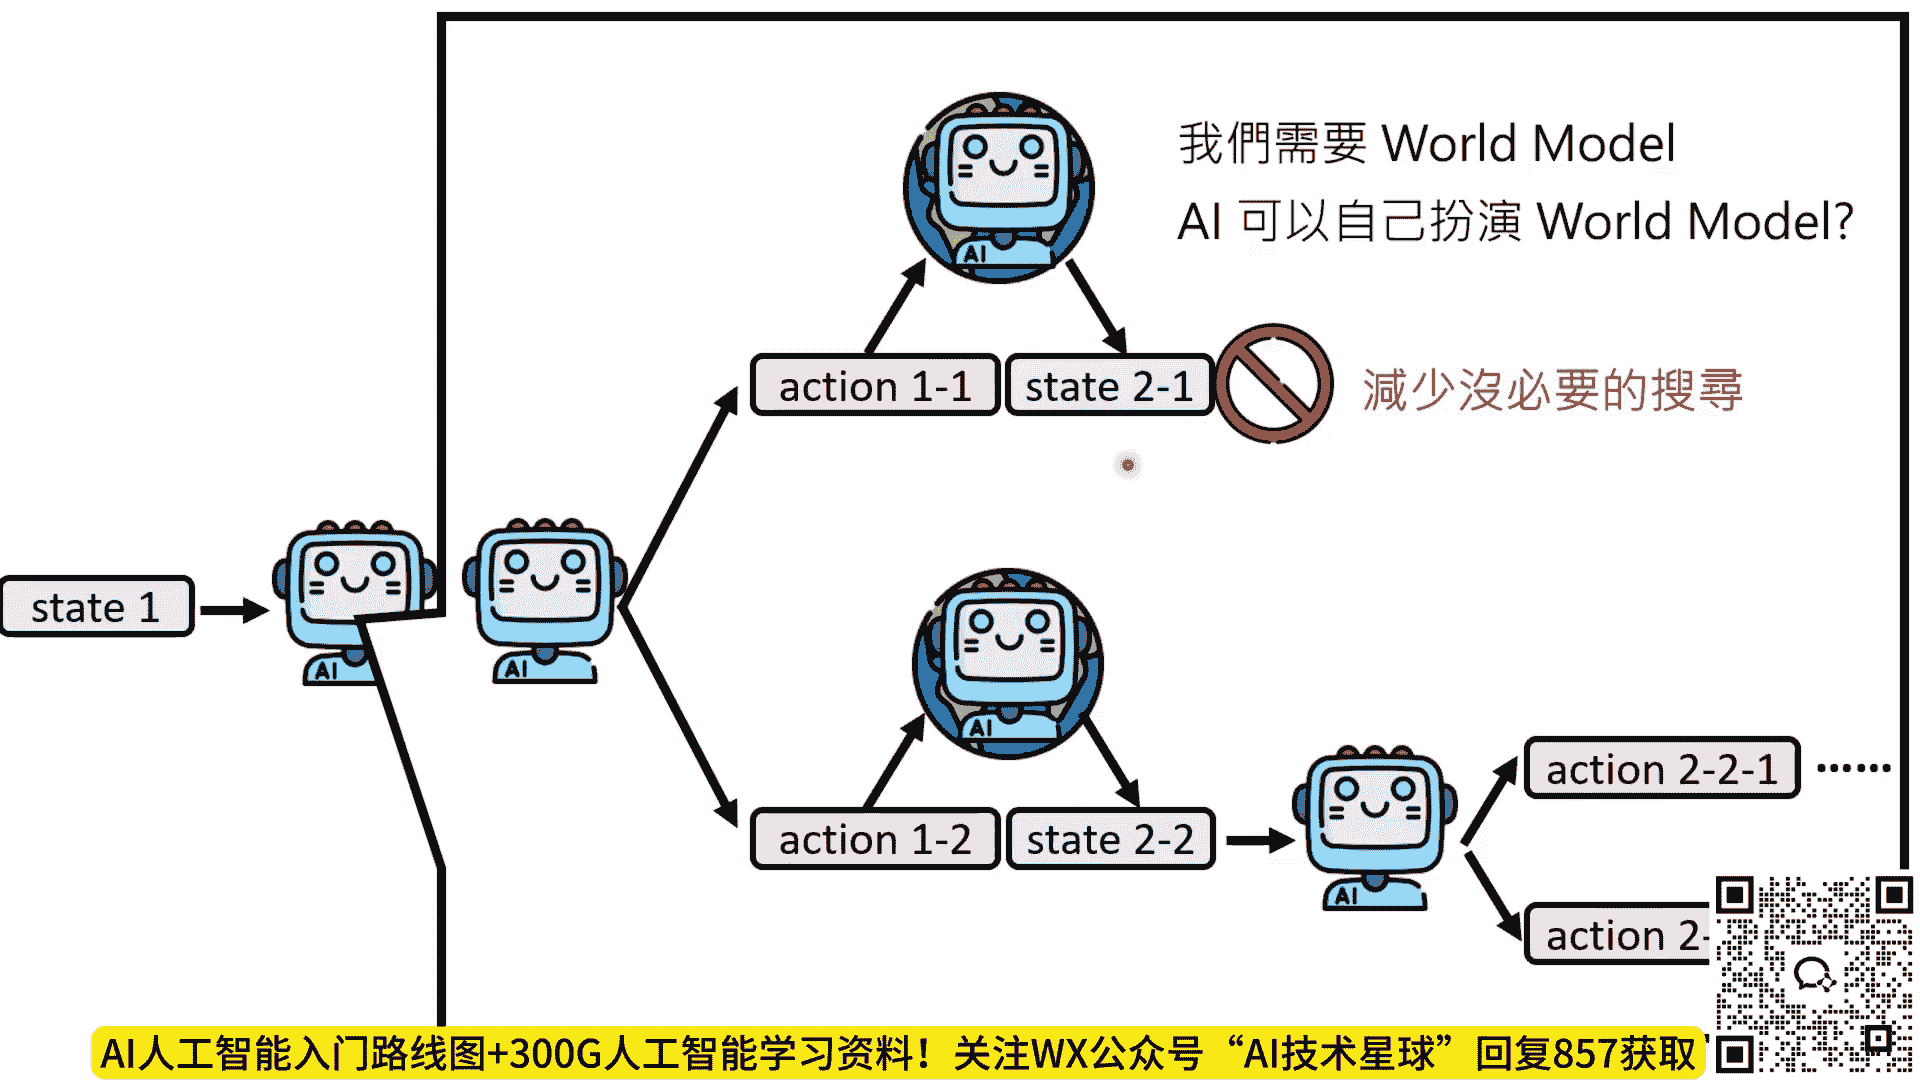 我們需要 World Model
AI 可以自己扮演 World Model?
AI
action 1-1
state 2-1
減少沒必要的搜尋
state 1
AI
AI
AI
action 1-2
state 2-2
AI
action 2-2-1
......
action 2-
AI人工智能入门路线图+300G人工智能学习资料！关注WX公众号“AI技术星球”回复857获取